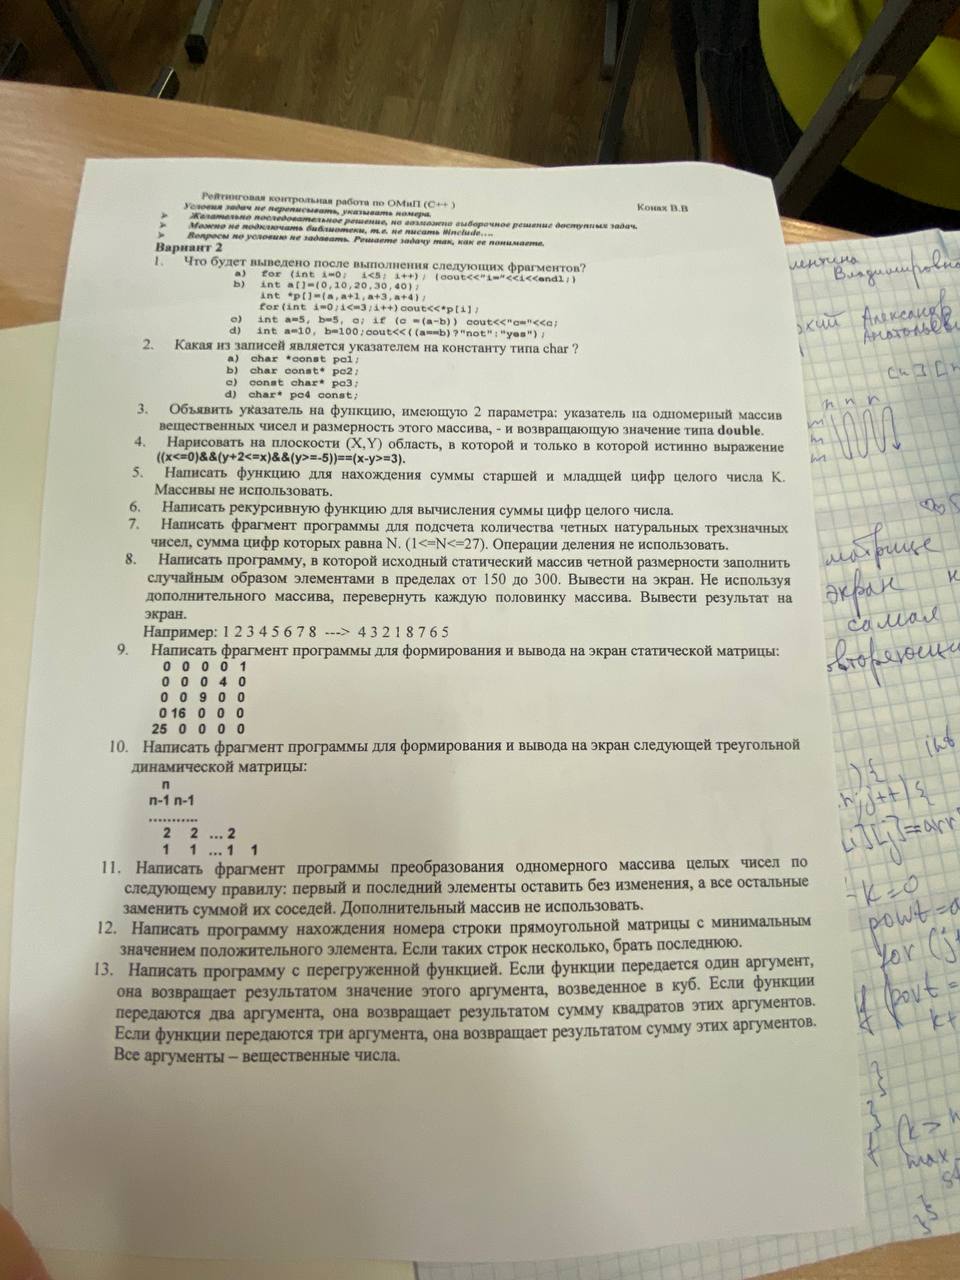 Рейтинговая контрольная работа по ОМиП (С++ )
Конах В.В
Условия задач не переписывать, указывать номера.
➤ Желательно последовательное решение, но возможно выборочное решение доступных задач.
➤ Можно не подключать библиотеки, т.е. не писать #include….
➤ Вопросы по условию не задавать. Решаете задачу так, как ее понимаете.
Вариант 2
1. Что будет выведено после выполнения следующих фрагментов?
a) for (int i=0; i<5; i++); {cout<<"i="<<i<<endl;}
b) int a[]={0,10,20,30,40};
int *p[]={a,a+1,a+3,a+4};
for(int i=0;i<=3;i++)cout<<*p[i];
c) int a=5, b=5, c; if (c =(a-b)) cout<<"c="<<c;
d) int a=10, b=100;cout<<((a==b)?"not":"yes");
2. Какая из записей является указателем на константу типа char ?
a) char *const pc1;
b) char const* pc2;
c) const char* pc3;
d) char* pc4 const;
3. Объявить указатель на функцию, имеющую 2 параметра: указатель на одномерный массив
вещественных чисел и размерность этого массива, - и возвращающую значение типа double.
4. Нарисовать на плоскости (X,Y) область, в которой и только в которой истинно выражение
((x<=0)&&(y+2<=x)&&(y>=-5))==(x-y>=3).
5. Написать функцию для нахождения суммы старшей и младщей цифр целого числа K.
Массивы не использовать.
6. Написать рекурсивную функцию для вычисления суммы цифр целого числа.
7. Написать фрагмент программы для подсчета количества четных натуральных трехзначных
чисел, сумма цифр которых равна N. (1<=N<=27). Операции деления не использовать.
8. Написать программу, в которой исходный статический массив четной размерности заполнить
случайным образом элементами в пределах от 150 до 300. Вывести на экран. Не используя
дополнительного массива, перевернуть каждую половинку массива. Вывести результат на
экран.
Например: 1 2 3 4 5 6 7 8 ---> 4 3 2 1 8 7 6 5
9. Написать фрагмент программы для формирования и вывода на экран статической матрицы:
0 0 0 0 1
0 0 0 4 0
0 0 9 0 0
0 16 0 0 0
25 0 0 0 0
10. Написать фрагмент программы для формирования и вывода на экран следующей треугольной
динамической матрицы:
n
n-1 n-1
...........
2 2 ... 2
1 1 ... 1 1
11. Написать фрагмент программы преобразования одномерного массива целых чисел по
следующему правилу: первый и последний элементы оставить без изменения, а все остальные
заменить суммой их соседей. Дополнительный массив не использовать.
12. Написать программу нахождения номера строки прямоугольной матрицы с минимальным
значением положительного элемента. Если таких строк несколько, брать последнюю.
13. Написать программу с перегруженной функцией. Если функции передается один аргумент,
она возвращает результатом значение этого аргумента, возведенное в куб. Если функции
передаются два аргумента, она возвращает результатом сумму квадратов этих аргументов.
Если функции передаются три аргумента, она возвращает результатом сумму этих аргументов.
Все аргументы – вещественные числа.
Владимировна
Александр
матрице
экран
самая
k=0
max